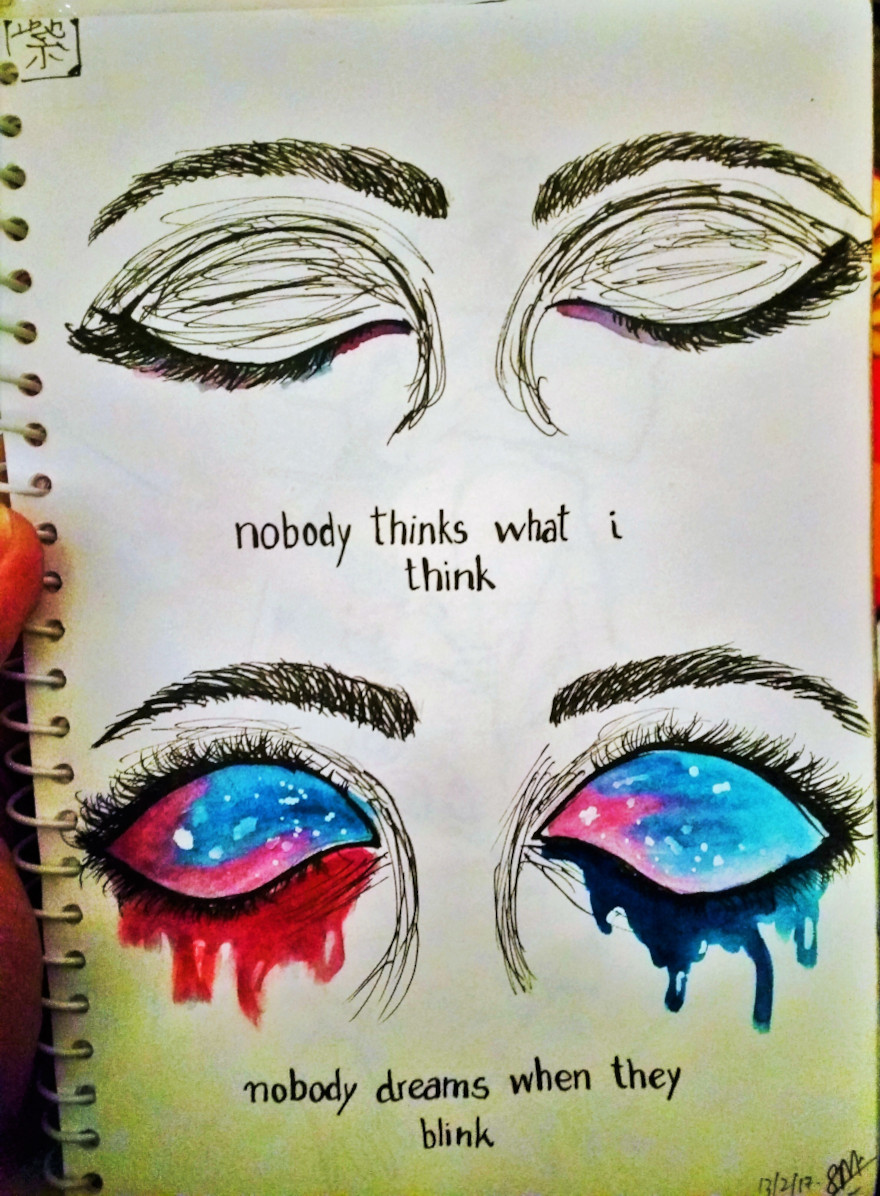 紫
nobody thinks what i
think
nobody dreams when they
blink
13/2/17